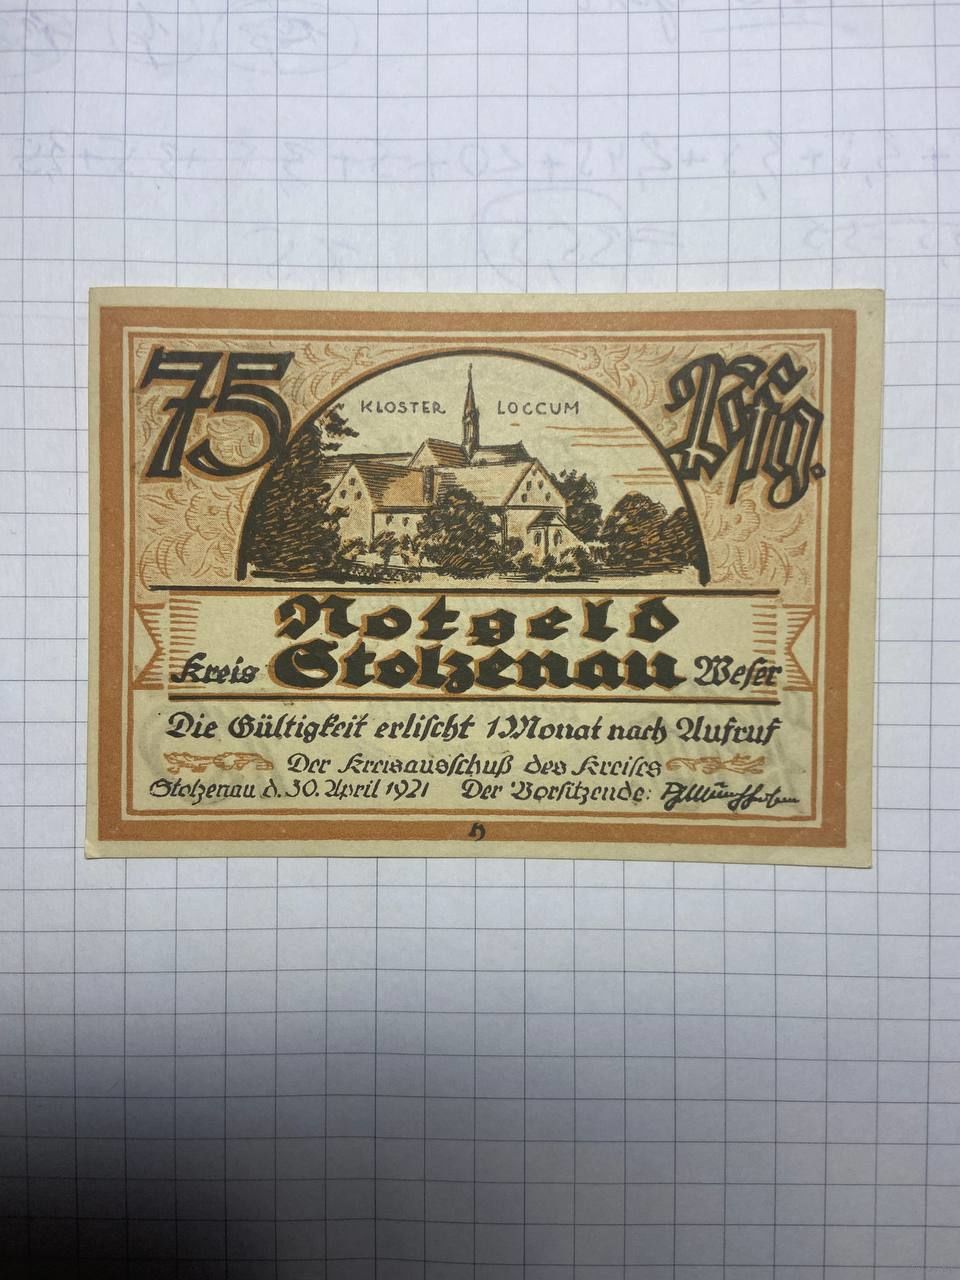 75 Pfg.
KLOSTER LOCCUM
Notgeld
Kreis Stolzenau Weser
Die Gültigkeit erlischt 1 Monat nach Aufruf
Der Kreisausschuß des Kreises
Stolzenau d. 30. April 1921 Der Vorsitzende: